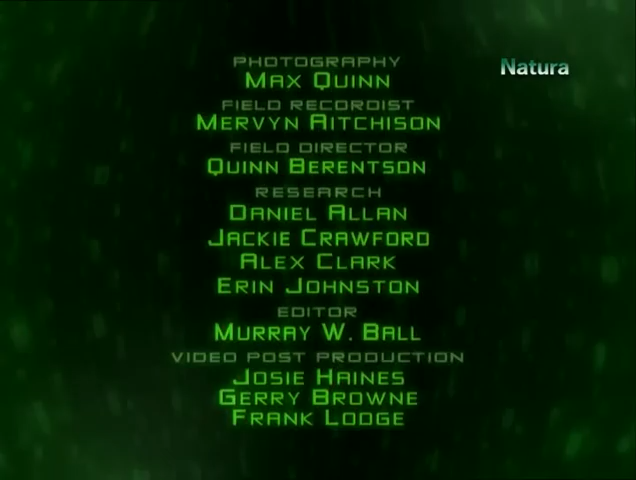 Natura
PHOTOGRAPHY
MAX QUINN
FIELD RECORDIST
MERVYN AITCHISON
FIELD DIRECTOR
QUINN BERENTSON
RESEARCH
DANIEL ALLAN
JACKIE CRAWFORD
ALEX CLARK
ERIN JOHNSTON
EDITOR
MURRAY W. BALL
VIDEO POST PRODUCTION
JOSIE HAINES
GERRY BROWNE
FRANK LODGE